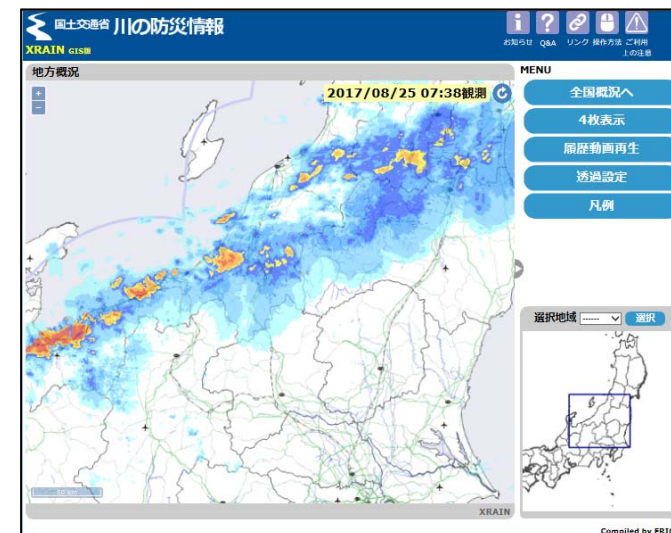 国土交通省 川の防災情報
XRAIN GIS版
お知らせ Q&A リンク 操作方法 ご利用上の注意
地方概況
2017/08/25 07:38観測
MENU
全国概況へ
4枚表示
履歴動画再生
透過設定
凡例
選択地域 ------ 選択
50 km
XRAIN
Compiled by FRIC